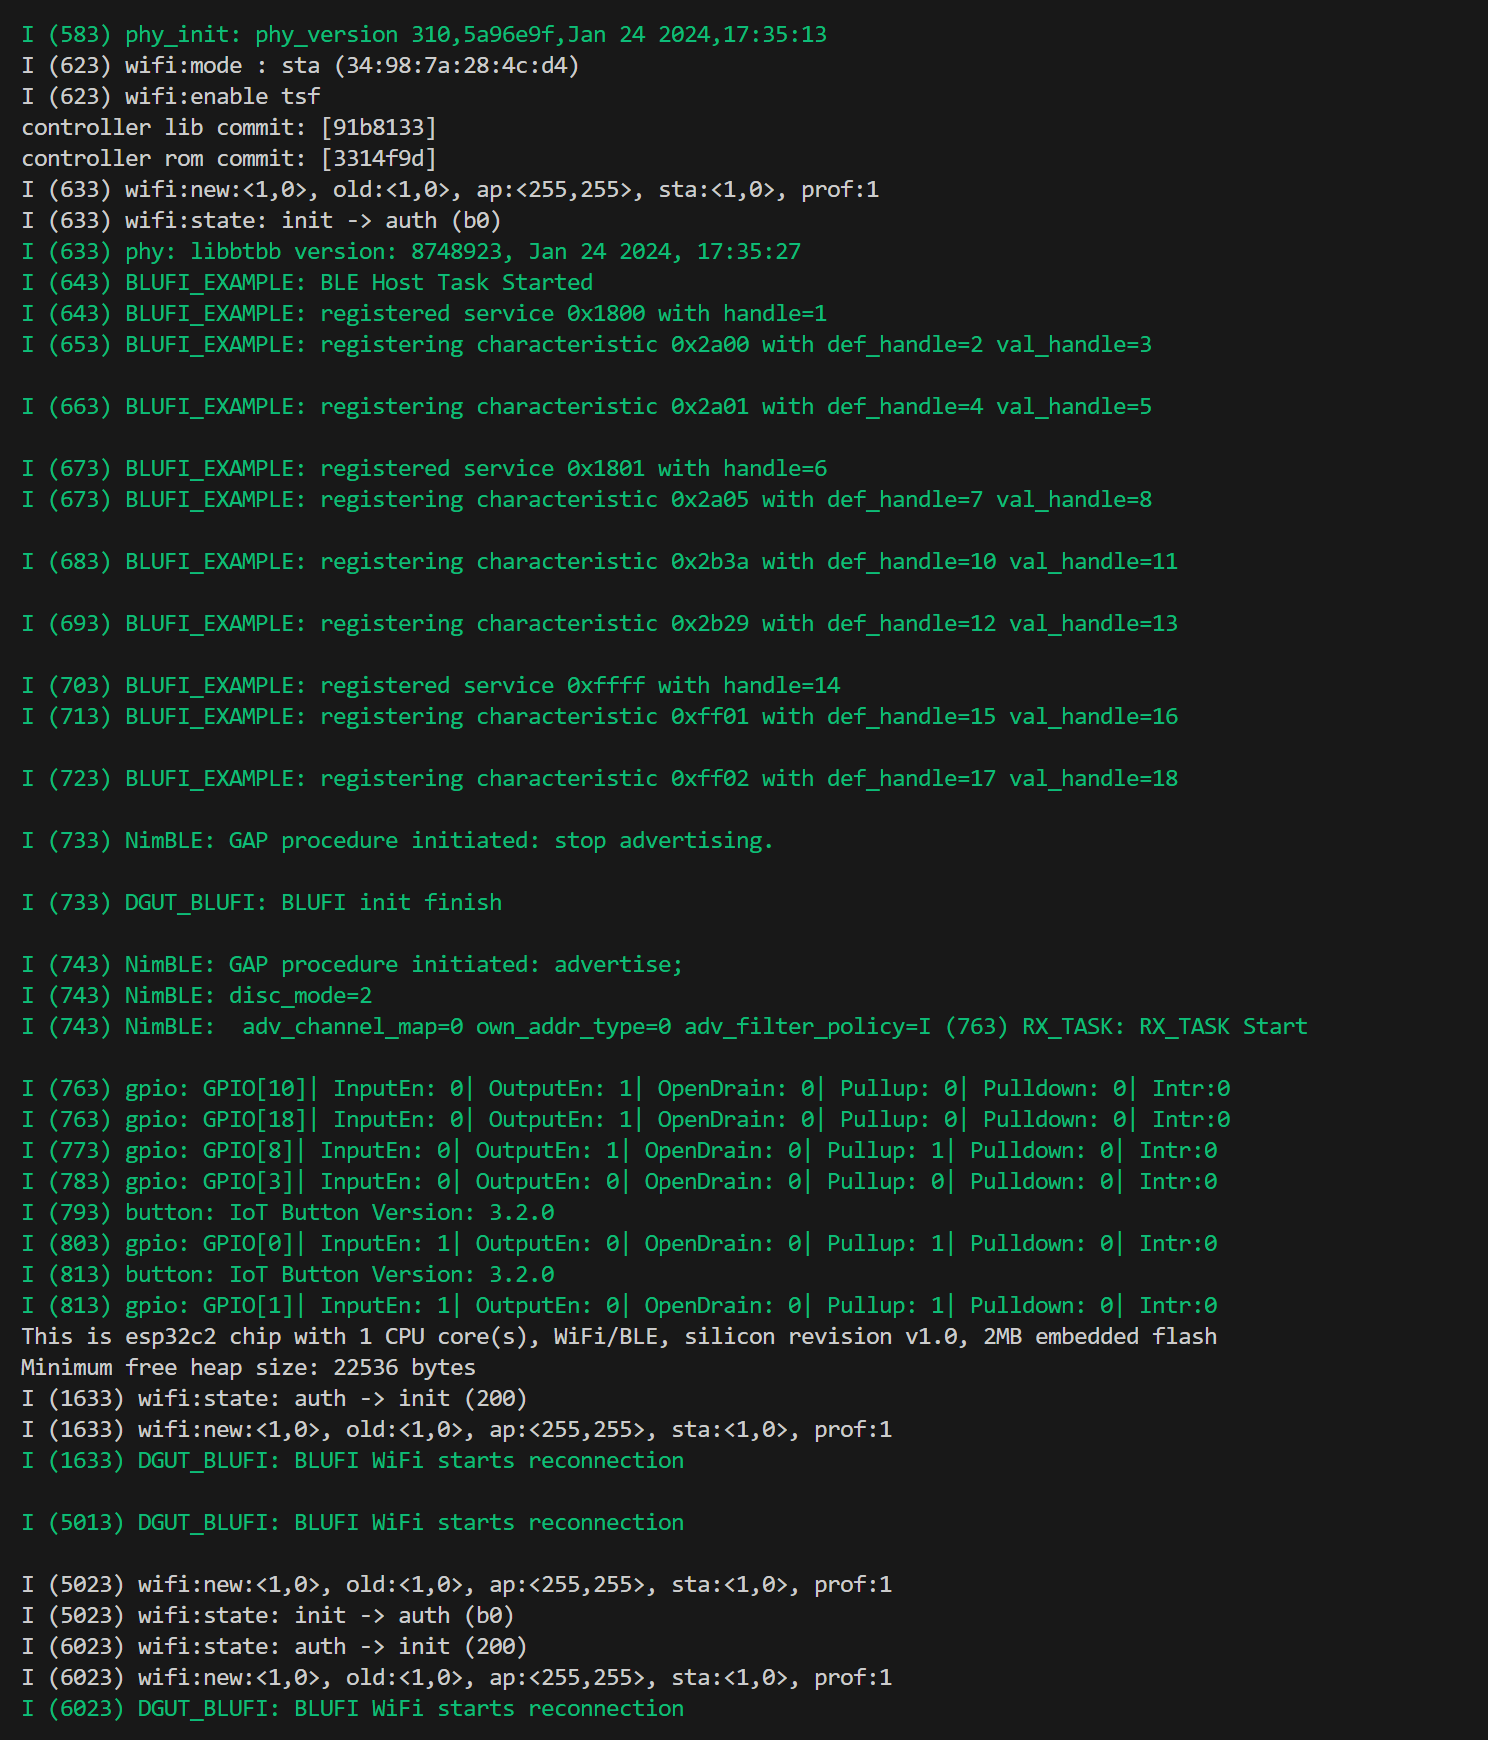 I (583) phy_init: phy_version 310,5a96e9f,Jan 24 2024,17:35:13
I (623) wifi:mode : sta (34:98:7a:28:4c:d4)
I (623) wifi:enable tsf
controller lib commit: [91b8133]
controller rom commit: [3314f9d]
I (633) wifi:new:<1,0>, old:<1,0>, ap:<255,255>, sta:<1,0>, prof:1
I (633) wifi:state: init -> auth (b0)
I (633) phy: libbtbb version: 8748923, Jan 24 2024, 17:35:27
I (643) BLUFI_EXAMPLE: BLE Host Task Started
I (643) BLUFI_EXAMPLE: registered service 0x1800 with handle=1
I (653) BLUFI_EXAMPLE: registering characteristic 0x2a00 with def_handle=2 val_handle=3
I (663) BLUFI_EXAMPLE: registering characteristic 0x2a01 with def_handle=4 val_handle=5
I (673) BLUFI_EXAMPLE: registered service 0x1801 with handle=6
I (673) BLUFI_EXAMPLE: registering characteristic 0x2a05 with def_handle=7 val_handle=8
I (683) BLUFI_EXAMPLE: registering characteristic 0x2b3a with def_handle=10 val_handle=11
I (693) BLUFI_EXAMPLE: registering characteristic 0x2b29 with def_handle=12 val_handle=13
I (703) BLUFI_EXAMPLE: registered service 0xffff with handle=14
I (713) BLUFI_EXAMPLE: registering characteristic 0xff01 with def_handle=15 val_handle=16
I (723) BLUFI_EXAMPLE: registering characteristic 0xff02 with def_handle=17 val_handle=18
I (733) NimBLE: GAP procedure initiated: stop advertising.
I (733) DGUT_BLUFI: BLUFI init finish
I (743) NimBLE: GAP procedure initiated: advertise;
I (743) NimBLE: disc_mode=2
I (743) NimBLE:  adv_channel_map=0 own_addr_type=0 adv_filter_policy=I (763) RX_TASK: RX_TASK Start
I (763) gpio: GPIO[10]| InputEn: 0| OutputEn: 1| OpenDrain: 0| Pullup: 0| Pulldown: 0| Intr:0
I (763) gpio: GPIO[18]| InputEn: 0| OutputEn: 1| OpenDrain: 0| Pullup: 0| Pulldown: 0| Intr:0
I (773) gpio: GPIO[8]| InputEn: 0| OutputEn: 1| OpenDrain: 0| Pullup: 1| Pulldown: 0| Intr:0
I (783) gpio: GPIO[3]| InputEn: 0| OutputEn: 0| OpenDrain: 0| Pullup: 0| Pulldown: 0| Intr:0
I (793) button: IoT Button Version: 3.2.0
I (803) gpio: GPIO[0]| InputEn: 1| OutputEn: 0| OpenDrain: 0| Pullup: 1| Pulldown: 0| Intr:0
I (813) button: IoT Button Version: 3.2.0
I (813) gpio: GPIO[1]| InputEn: 1| OutputEn: 0| OpenDrain: 0| Pullup: 1| Pulldown: 0| Intr:0
This is esp32c2 chip with 1 CPU core(s), WiFi/BLE, silicon revision v1.0, 2MB embedded flash
Minimum free heap size: 22536 bytes
I (1633) wifi:state: auth -> init (200)
I (1633) wifi:new:<1,0>, old:<1,0>, ap:<255,255>, sta:<1,0>, prof:1
I (1633) DGUT_BLUFI: BLUFI WiFi starts reconnection
I (5013) DGUT_BLUFI: BLUFI WiFi starts reconnection
I (5023) wifi:new:<1,0>, old:<1,0>, ap:<255,255>, sta:<1,0>, prof:1
I (5023) wifi:state: init -> auth (b0)
I (6023) wifi:state: auth -> init (200)
I (6023) wifi:new:<1,0>, old:<1,0>, ap:<255,255>, sta:<1,0>, prof:1
I (6023) DGUT_BLUFI: BLUFI WiFi starts reconnection